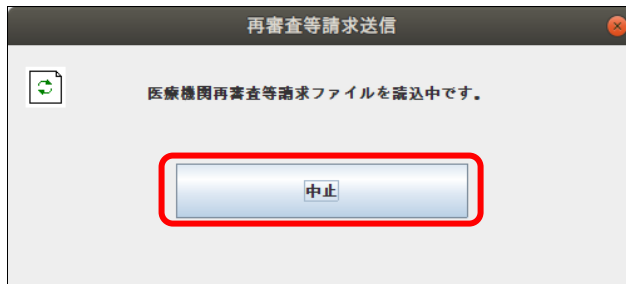 再審査等請求送信
医療機関再審査等請求ファイルを読込中です。
中止